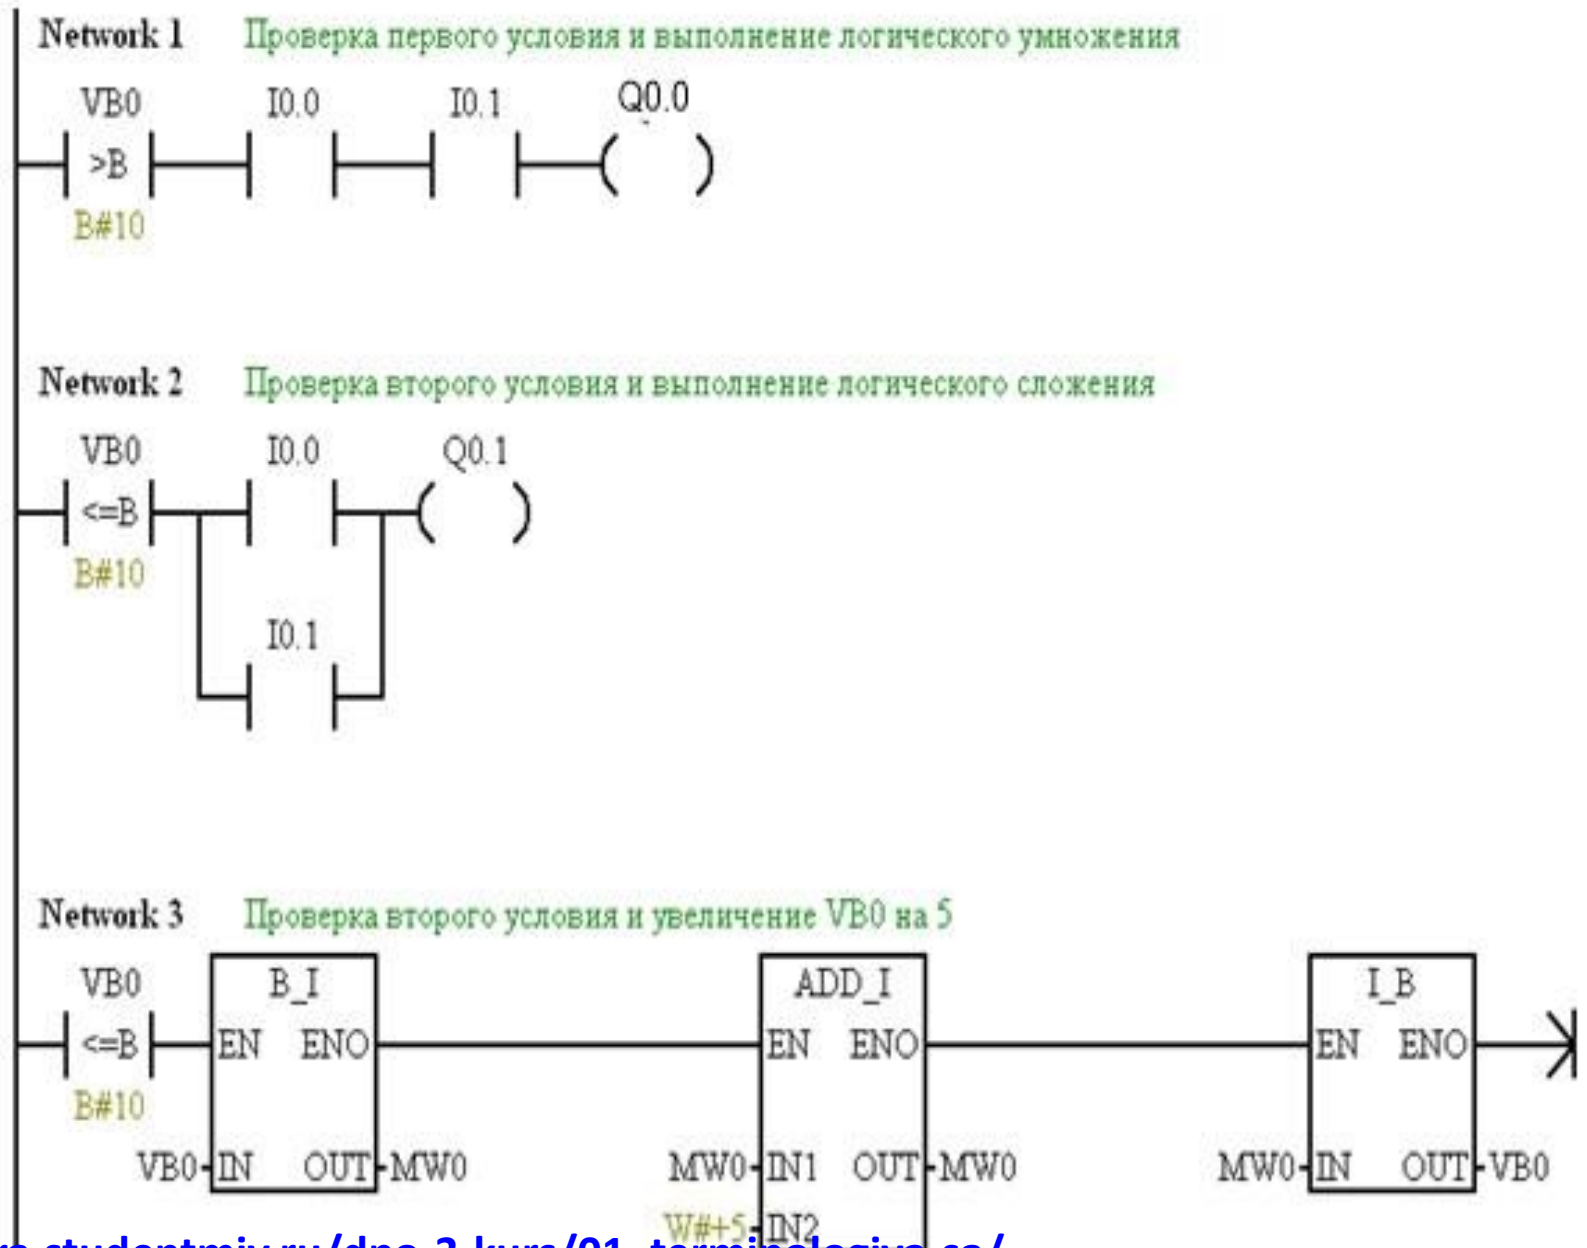 Network 1 Проверка первого условия и выполнение логического умножения
VB0 I0.0 I0.1 Q0.0
>B
B#10
Network 2 Проверка второго условия и выполнение логического сложения
VB0 I0.0 Q0.1
<=B
B#10
I0.1
Network 3 Проверка второго условия и увеличение VB0 на 5
VB0 B_I ADD_I I_B
<=B EN ENO EN ENO EN ENO
B#10
VB0 IN OUT MW0 MW0 IN1 OUT MW0 MW0 IN OUT VB0
W#+5 IN2